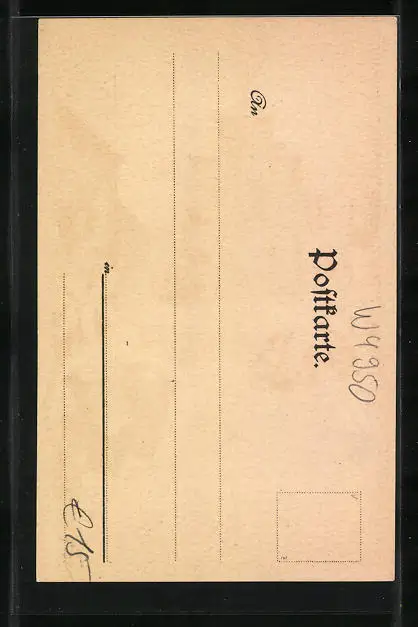 W4950
Postkarte.
An
in
€ 15